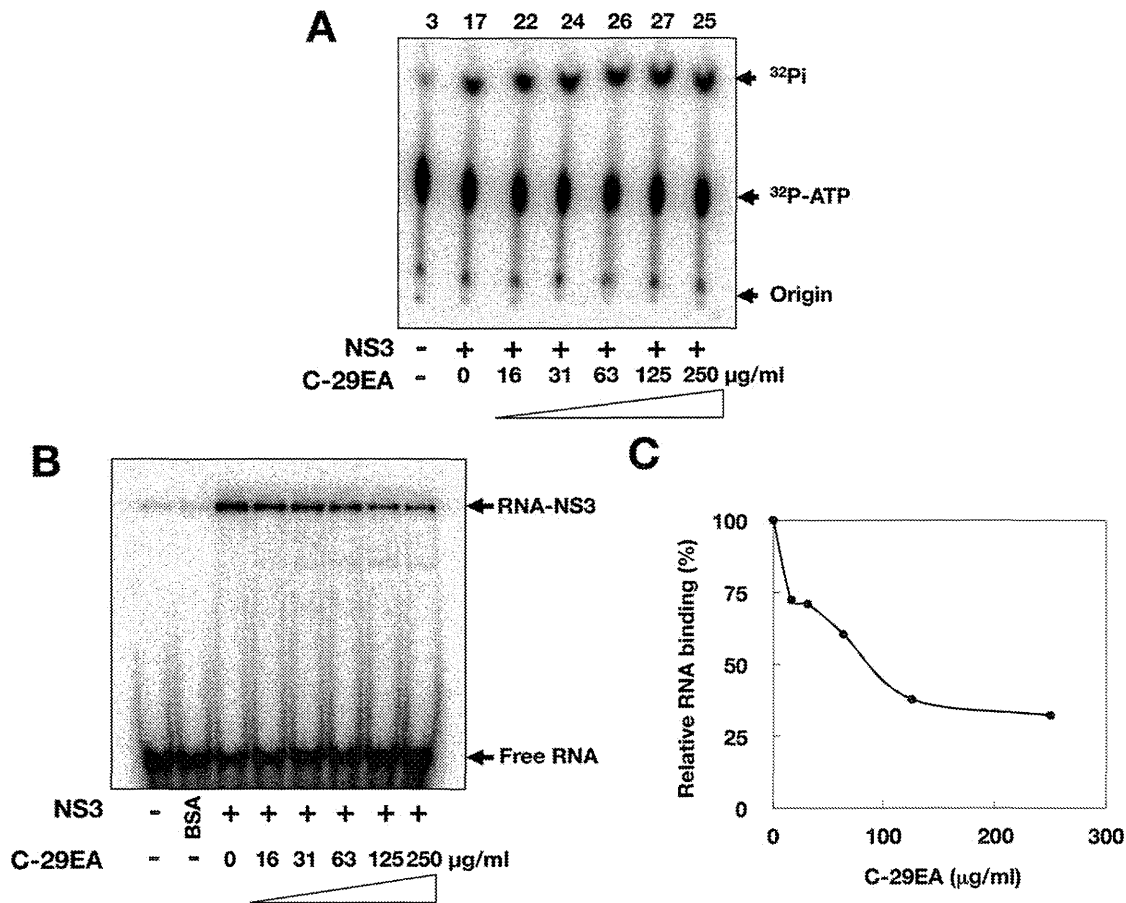 A
3 17 22 24 26 27 25
32Pi
32P-ATP
Origin
NS3 - + + + + + +
C-29EA - 0 16 31 63 125 250 µg/ml
B
RNA-NS3
Free RNA
NS3 - BSA + + + + + +
C-29EA - - 0 16 31 63 125 250 µg/ml
C
Relative RNA binding (%)
100
75
50
25
0
0 100 200 300
C-29EA (µg/ml)